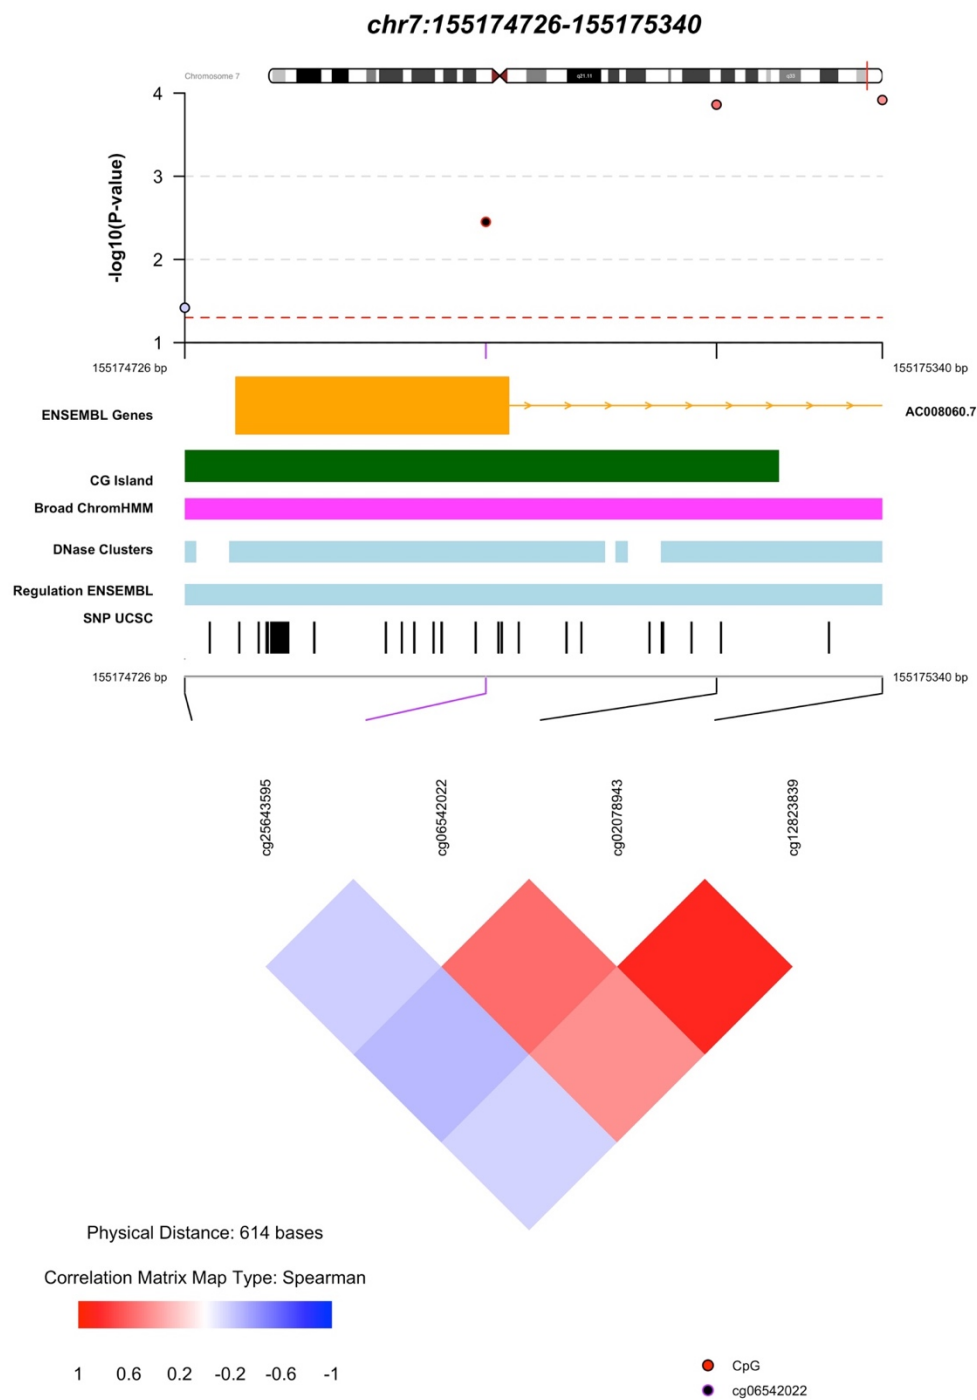 chr7:155174726-155175340
Chromosome 7
q21.11
q33
4
3
2
1
-log10(P-value)
155174726 bp
155175340 bp
ENSEMBL Genes
AC008060.7
CG Island
Broad ChromHMM
DNase Clusters
Regulation ENSEMBL
SNP UCSC
155174726 bp
155175340 bp
cg25643595
cg06542022
cg02078943
cg12823839
Physical Distance: 614 bases
Correlation Matrix Map Type: Spearman
1 0.6 0.2 -0.2 -0.6 -1
CpG
cg06542022